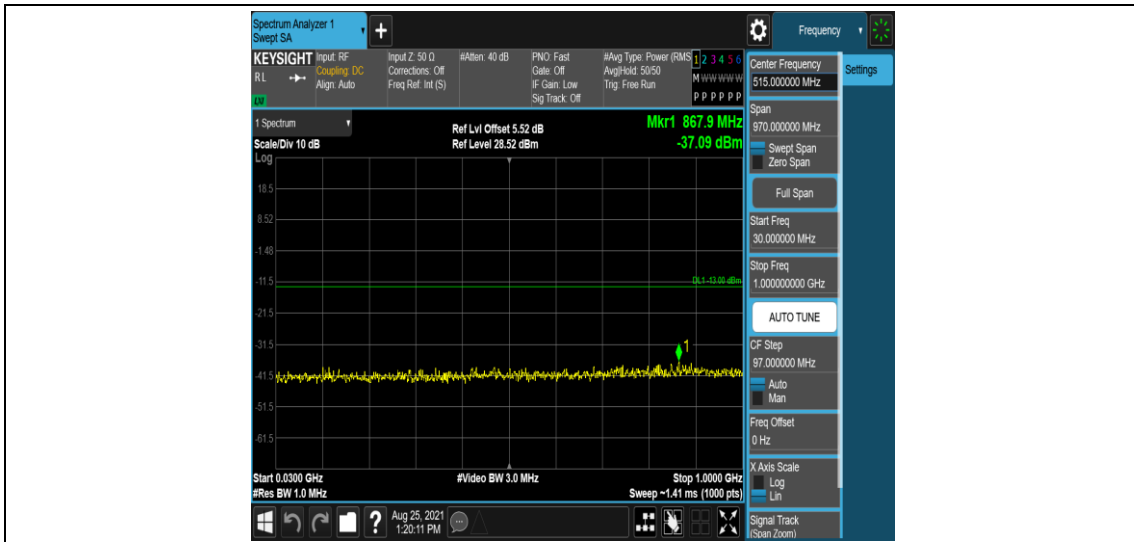 Spectrum Analyzer 1
Swept SA
Frequency
KEYSIGHT
RL
LXI
Input: RF
Coupling: DC
Align: Auto
Input Z: 50 Ω
Corrections: Off
Freq Ref: Int (S)
#Atten: 40 dB
PNO: Fast
Gate: Off
IF Gain: Low
Sig Track: Off
#Avg Type: Power (RMS
Avg|Hold: 50/50
Trig: Free Run
1 2 3 4 5 6
M W W W W W
P P P P P P
1 Spectrum
Scale/Div 10 dB
Log
Ref Lvl Offset 5.52 dB
Ref Level 28.52 dBm
Mkr1 867.9 MHz
-37.09 dBm
18.5
8.52
-1.48
-11.5
DL1 -13.00 dBm
-21.5
-31.5
1
-41.5
-51.5
-61.5
Start 0.0300 GHz
#Res BW 1.0 MHz
#Video BW 3.0 MHz
Stop 1.0000 GHz
Sweep ~1.41 ms (1000 pts)
?
Aug 25, 2021
1:20:11 PM
Center Frequency
515.000000 MHz
Settings
Span
970.000000 MHz
Swept Span
Zero Span
Full Span
Start Freq
30.000000 MHz
Stop Freq
1.000000000 GHz
AUTO TUNE
CF Step
97.000000 MHz
Auto
Man
Freq Offset
0 Hz
X Axis Scale
Log
Lin
Signal Track
(Span Zoom)